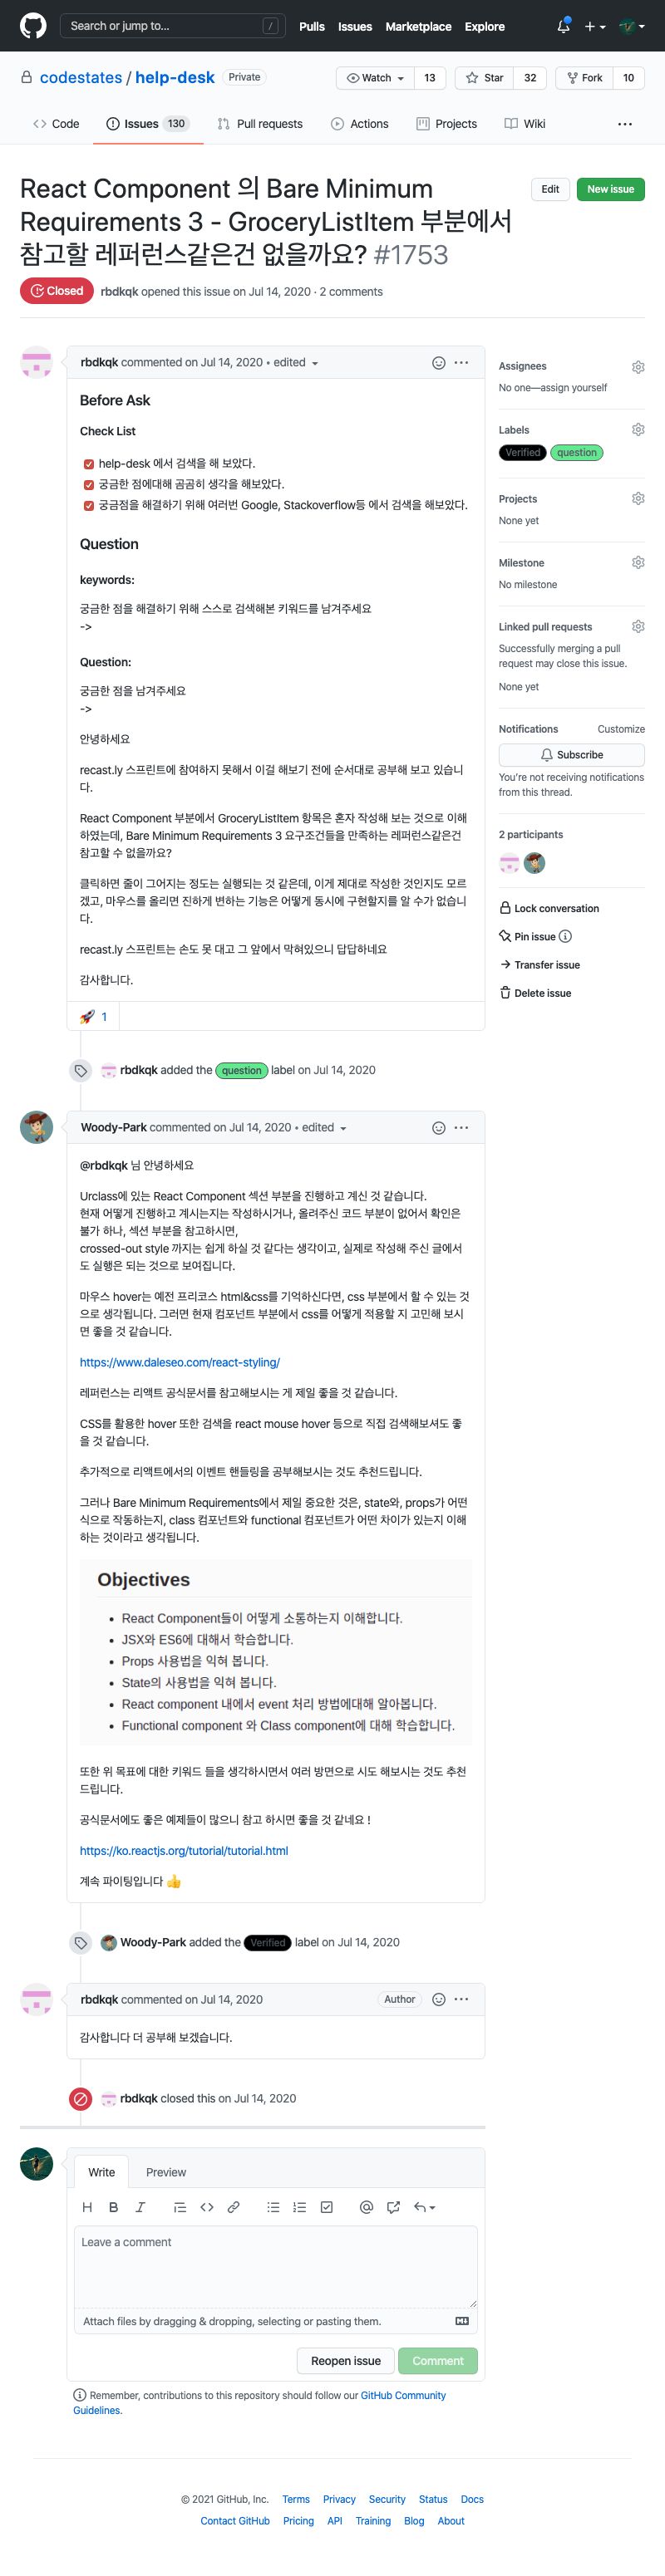 Search or jump to...
/
Pulls
Issues
Marketplace
Explore
codestates / help-desk
Private
Watch
13
Star
32
Fork
10
Code
Issues 130
Pull requests
Actions
Projects
Wiki
React Component 의 Bare Minimum
Requirements 3 - GroceryListItem 부분에서
참고할 레퍼런스같은건 없을까요? #1753
Edit
New issue
Closed
rbdkqk opened this issue on Jul 14, 2020 · 2 comments
rbdkqk commented on Jul 14, 2020 • edited
Before Ask
Check List
help-desk 에서 검색을 해 보았다.
궁금한 점에대해 곰곰히 생각을 해보았다.
궁금점을 해결하기 위해 여러번 Google, Stackoverflow등 에서 검색을 해보았다.
Question
keywords:
궁금한 점을 해결하기 위해 스스로 검색해본 키워드를 남겨주세요
->
Question:
궁금한 점을 남겨주세요
->
안녕하세요
recast.ly 스프린트에 참여하지 못해서 이걸 해보기 전에 순서대로 공부해 보고 있습니
다.
React Component 부분에서 GroceryListItem 항목은 혼자 작성해 보는 것으로 이해
하였는데, Bare Minimum Requirements 3 요구조건들을 만족하는 레퍼런스같은건
참고할 수 없을까요?
클릭하면 줄이 그어지는 정도는 실행되는 것 같은데, 이게 제대로 작성한 것인지도 모르
겠고, 마우스를 올리면 진하게 변하는 기능은 어떻게 동시에 구현할지를 알 수가 없습니
다.
recast.ly 스프린트는 손도 못 대고 그 앞에서 막혀있으니 답답하네요
감사합니다.
🚀 1
Assignees
No one—assign yourself
Labels
Verified
question
Projects
None yet
Milestone
No milestone
Linked pull requests
Successfully merging a pull
request may close this issue.
None yet
Notifications
Customize
Subscribe
You're not receiving notifications
from this thread.
2 participants
Lock conversation
Pin issue
Transfer issue
Delete issue
rbdkqk added the question label on Jul 14, 2020
Woody-Park commented on Jul 14, 2020 • edited
@rbdkqk 님 안녕하세요
Urclass에 있는 React Component 섹션 부분을 진행하고 계신 것 같습니다.
현재 어떻게 진행하고 계시는지는 작성하시거나, 올려주신 코드 부분이 없어서 확인은
불가 하나, 섹션 부분을 참고하시면,
crossed-out style 까지는 쉽게 하실 것 같다는 생각이고, 실제로 작성해 주신 글에서
도 실행은 되는 것으로 보여집니다.
마우스 hover는 예전 프리코스 html&css를 기억하신다면, css 부분에서 할 수 있는 것
으로 생각됩니다. 그러면 현재 컴포넌트 부분에서 css를 어떻게 적용할 지 고민해 보시
면 좋을 것 같습니다.
https://www.daleseo.com/react-styling/
레퍼런스는 리액트 공식문서를 참고해보시는 게 제일 좋을 것 같습니다.
CSS를 활용한 hover 또한 검색을 react mouse hover 등으로 직접 검색해보셔도 좋
을 것 같습니다.
추가적으로 리액트에서의 이벤트 핸들링을 공부해보시는 것도 추천드립니다.
그러나 Bare Minimum Requirements에서 제일 중요한 것은, state와, props가 어떤
식으로 작동하는지, class 컴포넌트와 functional 컴포넌트가 어떤 차이가 있는지 이해
하는 것이라고 생각됩니다.
Objectives
• React Component들이 어떻게 소통하는지 이해합니다.
• JSX와 ES6에 대해서 학습합니다.
• Props 사용법을 익혀 봅니다.
• State의 사용법을 익혀 봅니다.
• React component 내에서 event 처리 방법에대해 알아봅니다.
• Functional component 와 Class component에 대해 학습합니다.
또한 위 목표에 대한 키워드 들을 생각하시면서 여러 방면으로 시도 해보시는 것도 추천
드립니다.
공식문서에도 좋은 예제들이 많으니 참고 하시면 좋을 것 같네요 !
https://ko.reactjs.org/tutorial/tutorial.html
계속 파이팅입니다 👍
Woody-Park added the Verified label on Jul 14, 2020
rbdkqk commented on Jul 14, 2020
Author
감사합니다 더 공부해 보겠습니다.
rbdkqk closed this on Jul 14, 2020
Write
Preview
Leave a comment
Attach files by dragging & dropping, selecting or pasting them.
Reopen issue
Comment
Remember, contributions to this repository should follow our GitHub Community
Guidelines.
© 2021 GitHub, Inc.
Terms
Privacy
Security
Status
Docs
Contact GitHub
Pricing
API
Training
Blog
About